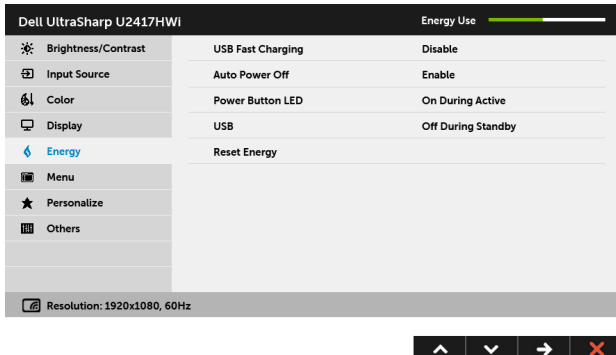 Dell UltraSharp U2417HWi Energy Use
Brightness/Contrast USB Fast Charging Disable
Input Source Auto Power Off Enable
Color Power Button LED On During Active
Display USB Off During Standby
Energy Reset Energy
Menu
Personalize
Others
Resolution: 1920x1080, 60Hz